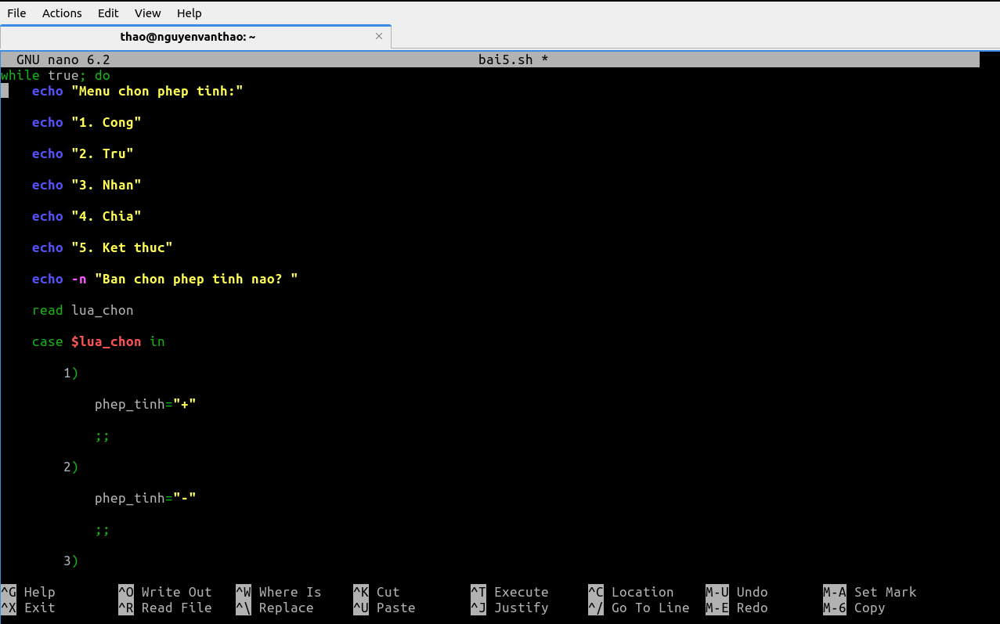 File Actions Edit View Help
thao@nguyenvanthao: ~ ×
GNU nano 6.2 bai5.sh *
while true; do
echo "Menu chon phep tinh:"
echo "1. Cong"
echo "2. Tru"
echo "3. Nhan"
echo "4. Chia"
echo "5. Ket thuc"
echo -n "Ban chon phep tinh nao? "
read lua_chon
case $lua_chon in
1)
phep_tinh="+"
;;
2)
phep_tinh="-"
;;
3)
^G Help ^O Write Out ^W Where Is ^K Cut ^T Execute ^C Location M-U Undo M-A Set Mark
^X Exit ^R Read File ^\ Replace ^U Paste ^J Justify ^/ Go To Line M-E Redo M-6 Copy